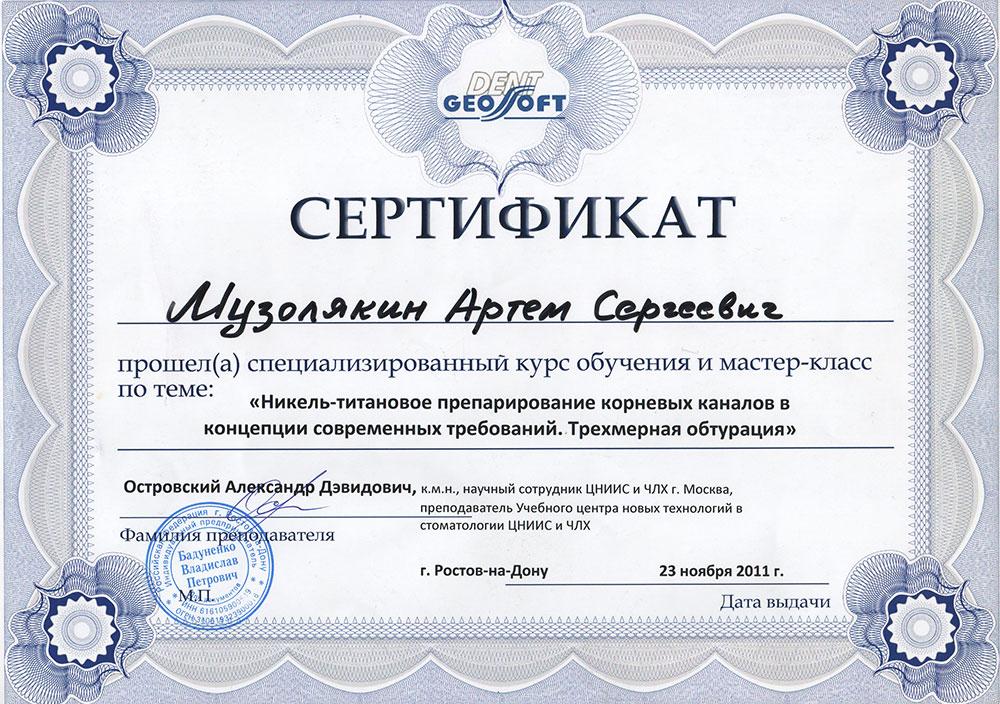 DENT
GEOSOFT
СЕРТИФИКАТ
Музолякин Артем Сергеевич
прошел(а) специализированный курс обучения и мастер-класс
по теме:
«Никель-титановое препарирование корневых каналов в
концепции современных требований. Трехмерная обтурация»
Островский Александр Дэвидович, к.м.н., научный сотрудник ЦНИИС и ЧЛХ г. Москва,
преподаватель Учебного центра новых технологий в
стоматологии ЦНИИС и ЧЛХ
Фамилия преподавателя
Российская Федерация г. Ростов-на-Дону
Индивидуальный предприниматель
Бадуненко
Владислав
Петрович
М.П.
документов
ИНН
ОГРН
г. Ростов-на-Дону 23 ноября 2011 г.
Дата выдачи